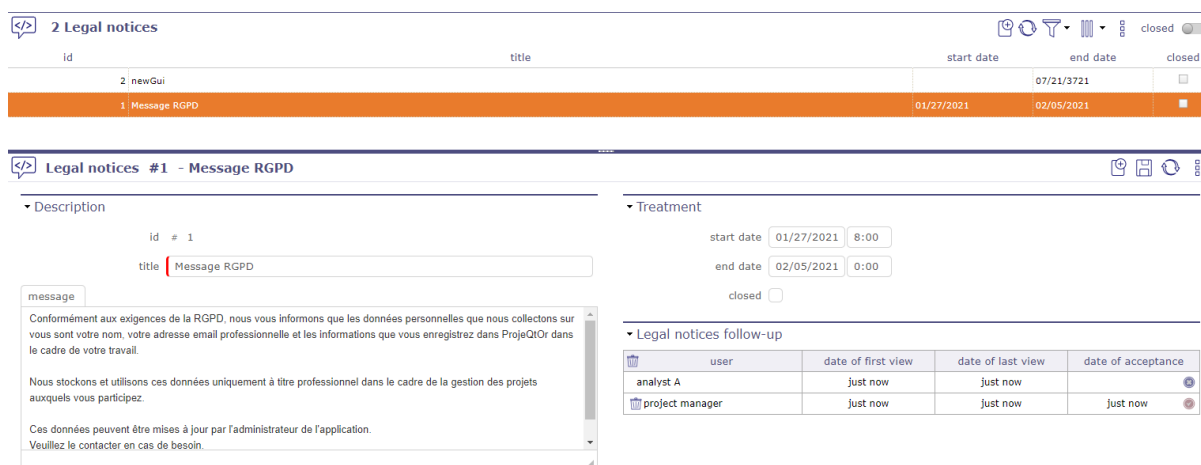 2 Legal notices
closed
id title start date end date closed
2 newGui 07/21/3721
1 Message RGPD 01/27/2021 02/05/2021
Legal notices #1 - Message RGPD
Description
id # 1
title Message RGPD
message
Conformément aux exigences de la RGPD, nous vous informons que les données personnelles que nous collectons sur
vous sont votre nom, votre adresse email professionnelle et les informations que vous enregistrez dans ProjeQtOr dans
le cadre de votre travail.
Nous stockons et utilisons ces données uniquement à titre professionnel dans le cadre de la gestion des projets
auxquels vous participez.
Ces données peuvent être mises à jour par l'administrateur de l'application.
Veuillez le contacter en cas de besoin.
Treatment
start date 01/27/2021 8:00
end date 02/05/2021 0:00
closed
Legal notices follow-up
user date of first view date of last view date of acceptance
analyst A just now just now
project manager just now just now just now